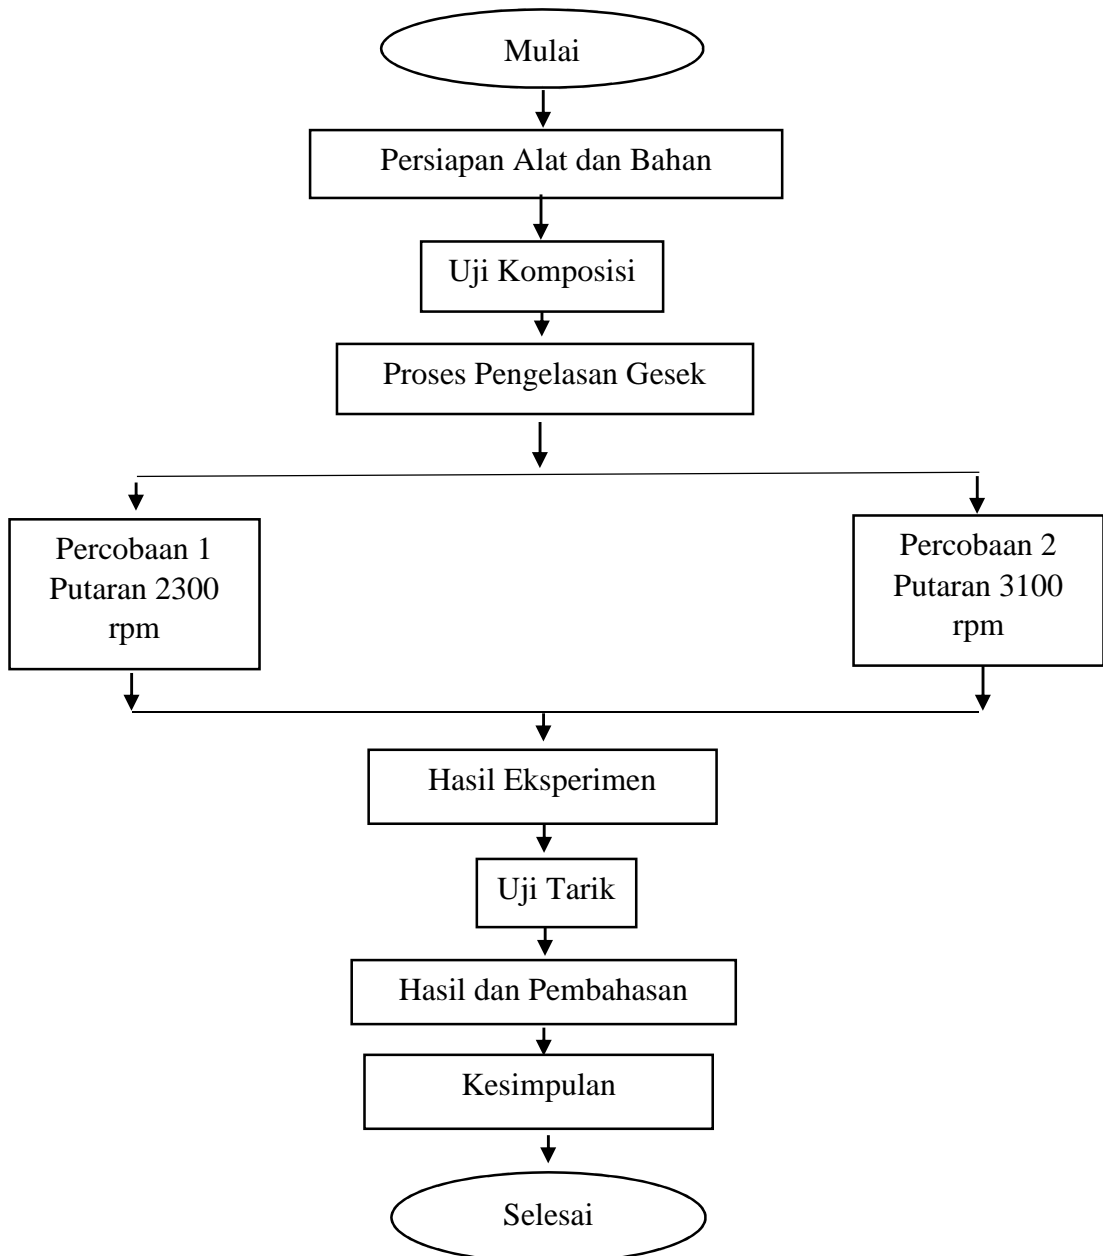 Mulai
Persiapan Alat dan Bahan
Uji Komposisi
Proses Pengelasan Gesek
Percobaan 1
Putaran 2300
rpm
Percobaan 2
Putaran 3100
rpm
Hasil Eksperimen
Uji Tarik
Hasil dan Pembahasan
Kesimpulan
Selesai